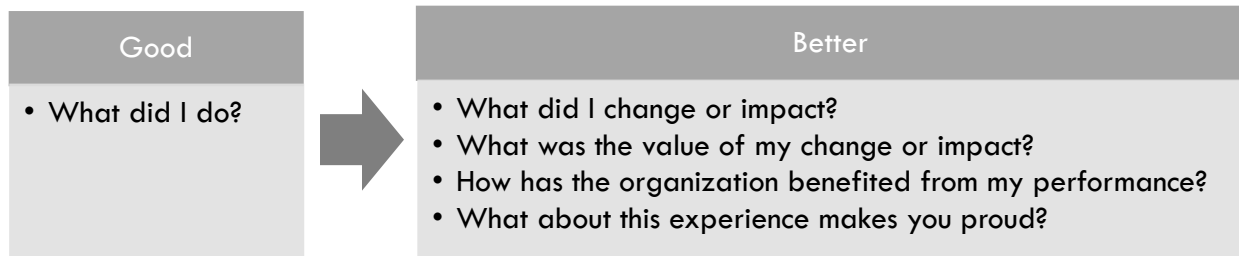 Good
• What did I do?
Better
• What did I change or impact?
• What was the value of my change or impact?
• How has the organization benefited from my performance?
• What about this experience makes you proud?